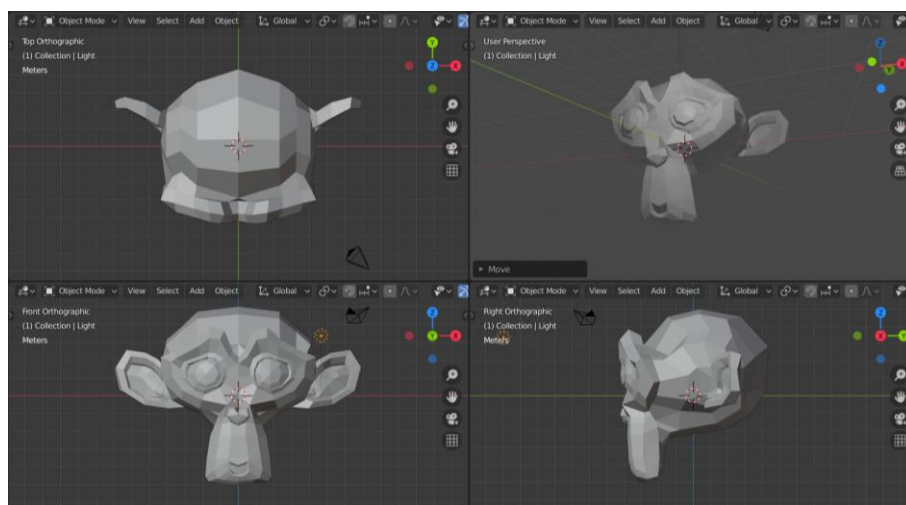 Object Mode View Select Add Object Global
Top Orthographic
(1) Collection | Light
Meters
Y
Z
X
Object Mode View Select Add Object Global
User Perspective
(1) Collection | Light
Z
X
Y
Move
Object Mode View Select Add Object Global
Front Orthographic
(1) Collection | Light
Meters
Z
Y
X
Object Mode View Select Add Object Global
Right Orthographic
(1) Collection | Light
Meters
Z
X
Y